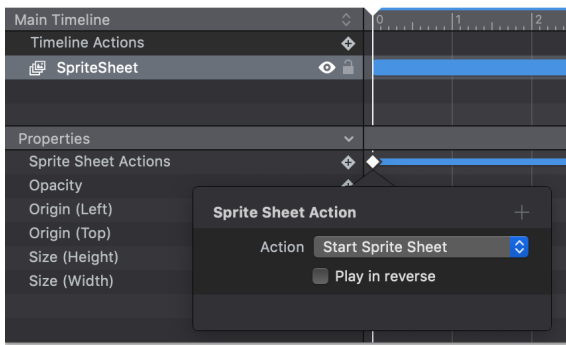 Main Timeline
0 1 2
Timeline Actions
SpriteSheet
Properties
Sprite Sheet Actions
Opacity
Origin (Left)
Origin (Top)
Size (Height)
Size (Width)
Sprite Sheet Action
Action Start Sprite Sheet
Play in reverse